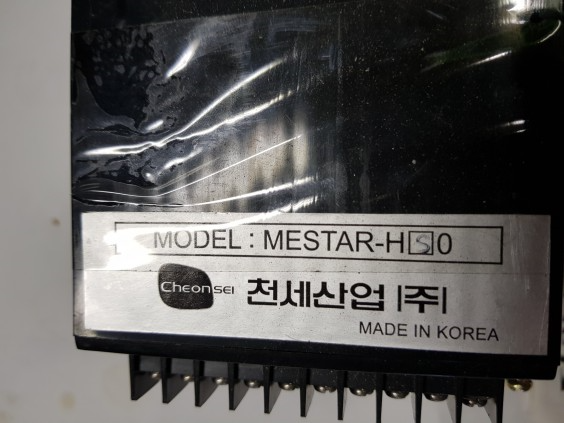 MODEL : MESTAR-HS0
CHEONSEI 천세산업 |주|
MADE IN KOREA